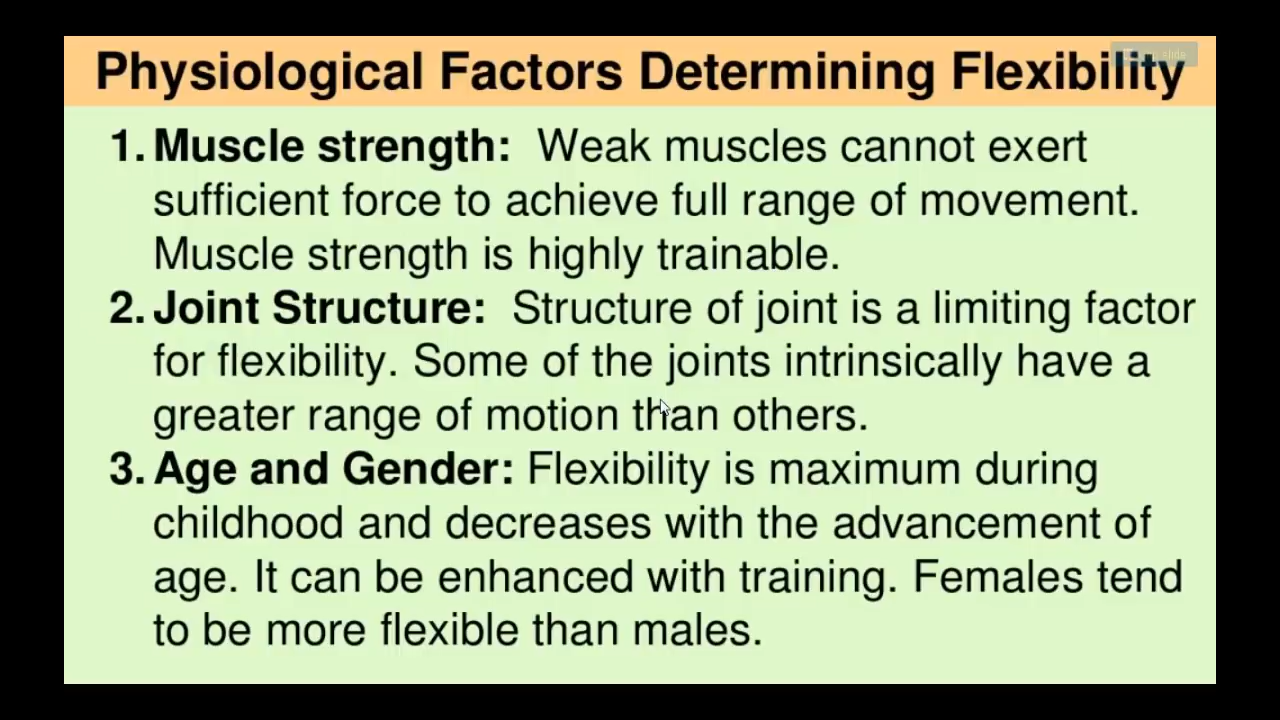 Physiological Factors Determining Flexibility
1. Muscle strength: Weak muscles cannot exert
sufficient force to achieve full range of movement.
Muscle strength is highly trainable.
2. Joint Structure: Structure of joint is a limiting factor
for flexibility. Some of the joints intrinsically have a
greater range of motion than others.
3. Age and Gender: Flexibility is maximum during
childhood and decreases with the advancement of
age. It can be enhanced with training. Females tend
to be more flexible than males.